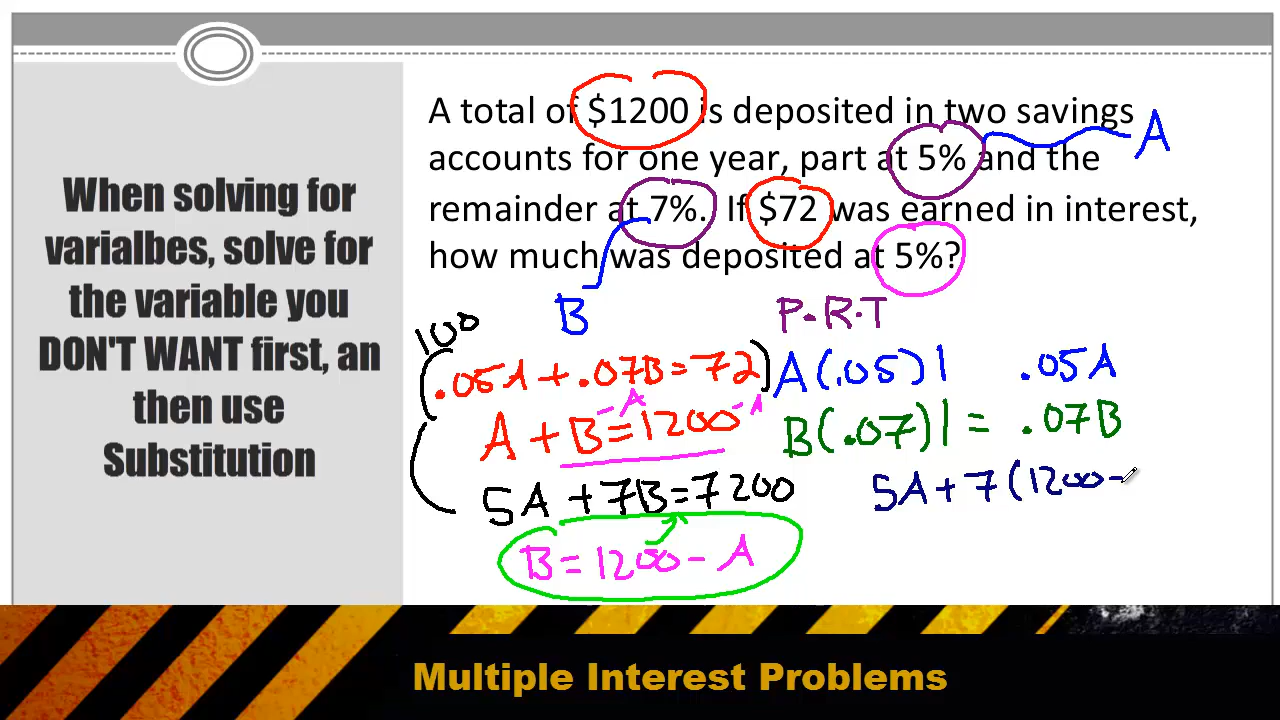 When solving for
varialbes, solve for
the variable you
DON'T WANT first, an
then use
Substitution
A total of $1200 is deposited in two savings
accounts for one year, part at 5% and the
remainder at 7%. If $72 was earned in interest,
how much was deposited at 5%?
A
B
P·R·T
100
(.05A + .07B = 72)
A(.05)1 .05A
A + B = 1200
-A -A
B(.07)1 = .07B
5A + 7B = 7200
5A + 7(1200-
B = 1200 - A
Multiple Interest Problems